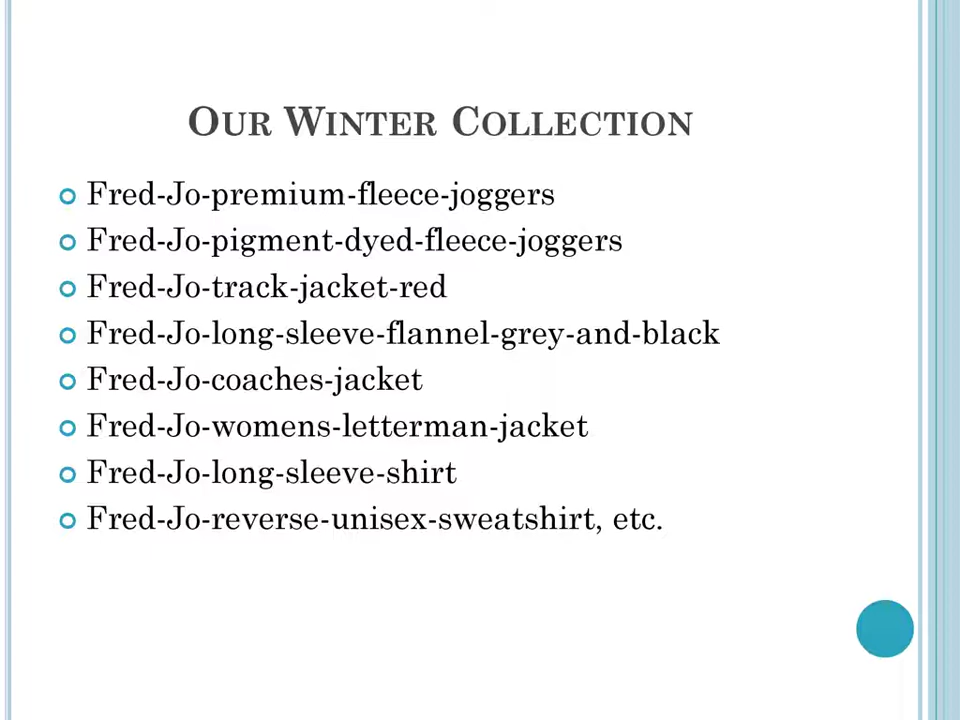 Our Winter Collection
Fred-Jo-premium-fleece-joggers
Fred-Jo-pigment-dyed-fleece-joggers
Fred-Jo-track-jacket-red
Fred-Jo-long-sleeve-flannel-grey-and-black
Fred-Jo-coaches-jacket
Fred-Jo-womens-letterman-jacket
Fred-Jo-long-sleeve-shirt
Fred-Jo-reverse-unisex-sweatshirt, etc.